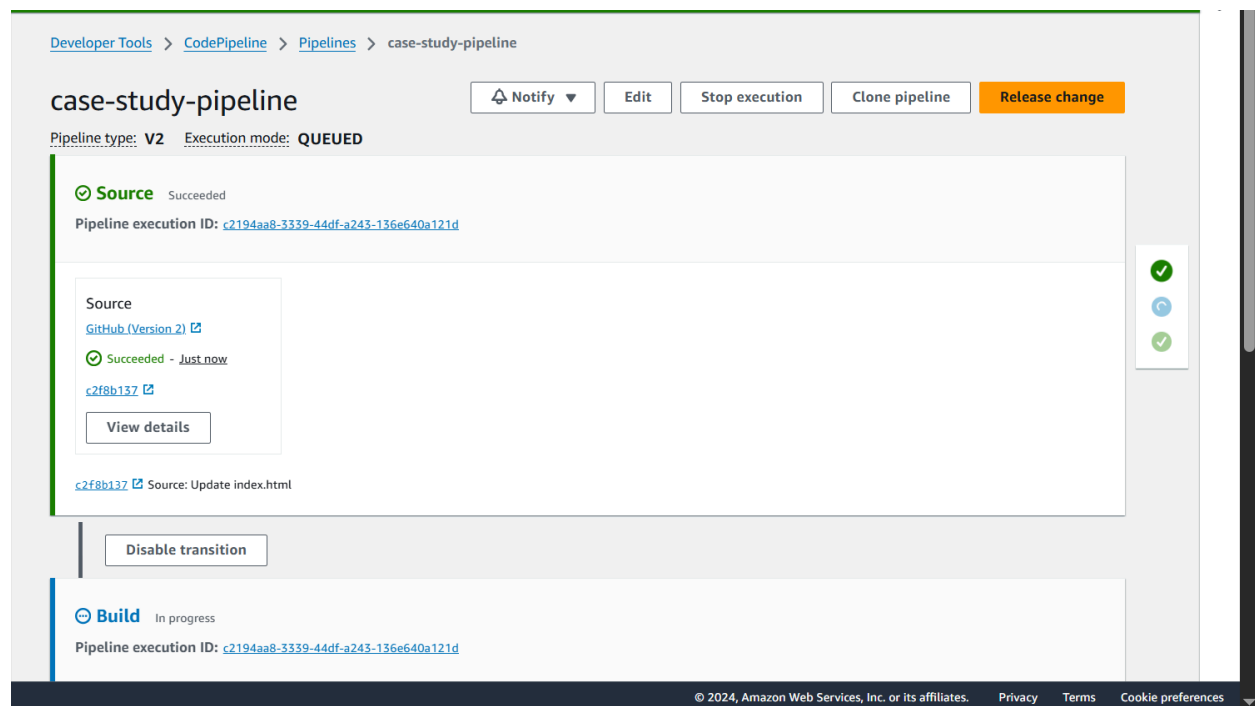 Developer Tools > CodePipeline > Pipelines > case-study-pipeline
case-study-pipeline
Notify ▼ Edit Stop execution Clone pipeline Release change
Pipeline type: V2 Execution mode: QUEUED
Source Succeeded
Pipeline execution ID: c2194aa8-3339-44df-a243-136e640a121d
Source
GitHub (Version 2)
Succeeded - Just now
c2f8b137
View details
c2f8b137 Source: Update index.html
Disable transition
Build In progress
Pipeline execution ID: c2194aa8-3339-44df-a243-136e640a121d
© 2024, Amazon Web Services, Inc. or its affiliates. Privacy Terms Cookie preferences